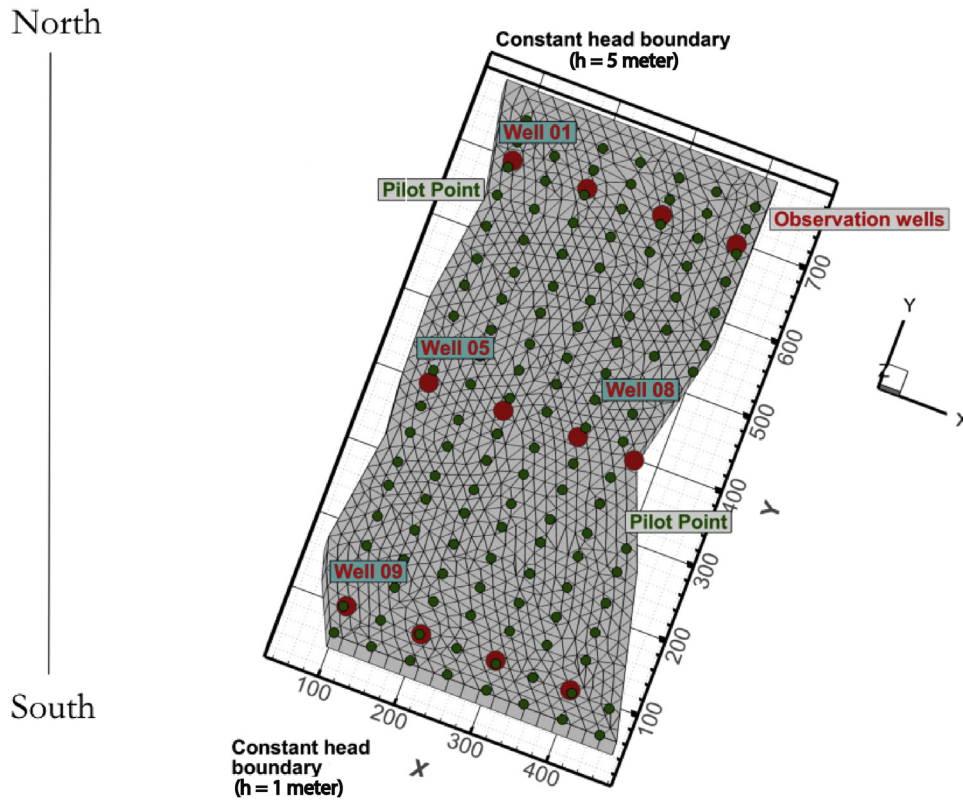 North
Constant head boundary
(h = 5 meter)
Well 01
Pilot Point
Observation wells
700
Y
600
Z
X
Well 05
Well 08
500
400
Y
Pilot Point
300
Well 09
200
100
South
100
200
300
400
X
Constant head
boundary
(h = 1 meter)